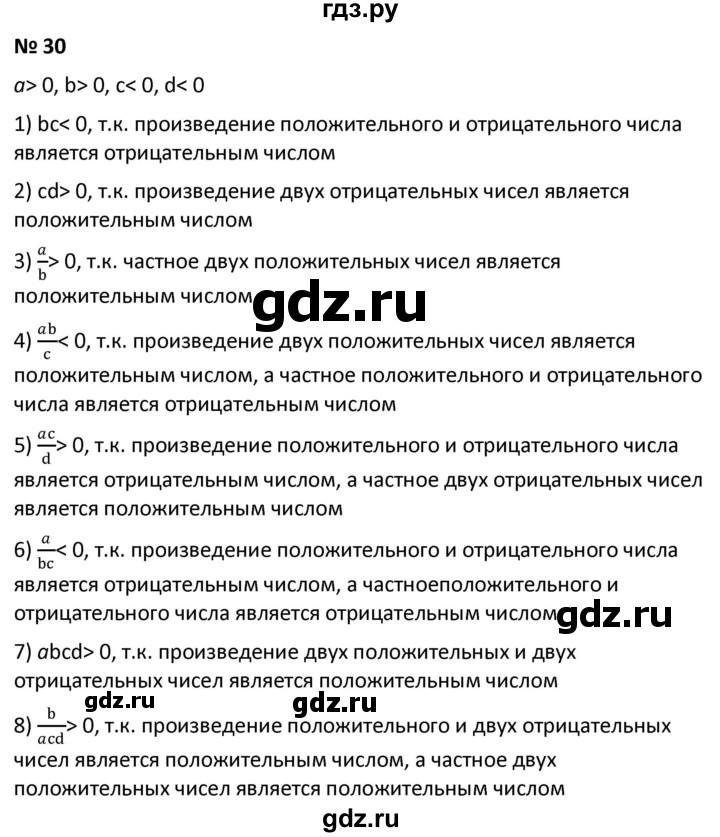 гдз.ру
№ 30
a> 0, b> 0, c< 0, d< 0
1) bc< 0, т.к. произведение положительного и отрицательного числа
является отрицательным числом
2) cd> 0, т.к. произведение двух отрицательных чисел является
положительным числом
3) a/b> 0, т.к. частное двух положительных чисел является
положительным числом
gdz.ru
4) ab/c< 0, т.к. произведение двух положительных чисел является
положительным числом, а частное положительного и отрицательного
числа является отрицательным числом
5) ac/d> 0, т.к. произведение положительного и отрицательного числа
является отрицательным числом, а частное двух отрицательных чисел
является положительным числом
6) a/bc< 0, т.к. произведение положительного и отрицательного числа
является отрицательным числом, а частноеположительного и
отрицательного числа является отрицательным числом
gdz.ru
7) abcd> 0, т.к. произведение двух положительных и двух
отрицательных чисел является положительным числом
gdz.ru
gdz.ru
8) b/acd> 0, т.к. произведение положительного и двух отрицательных
чисел является положительным числом, а частное двух
положительных чисел является положительным числом
gdz.ru